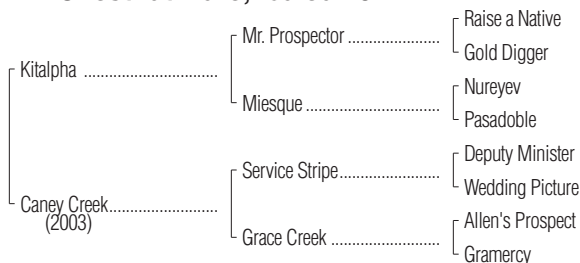 Raise a Native
Mr. Prospector
Gold Digger
Kitalpha
Nureyev
Miesque
Pasadoble
Deputy Minister
Service Stripe
Wedding Picture
Caney Creek
(2003)
Allen's Prospect
Grace Creek
Gramercy